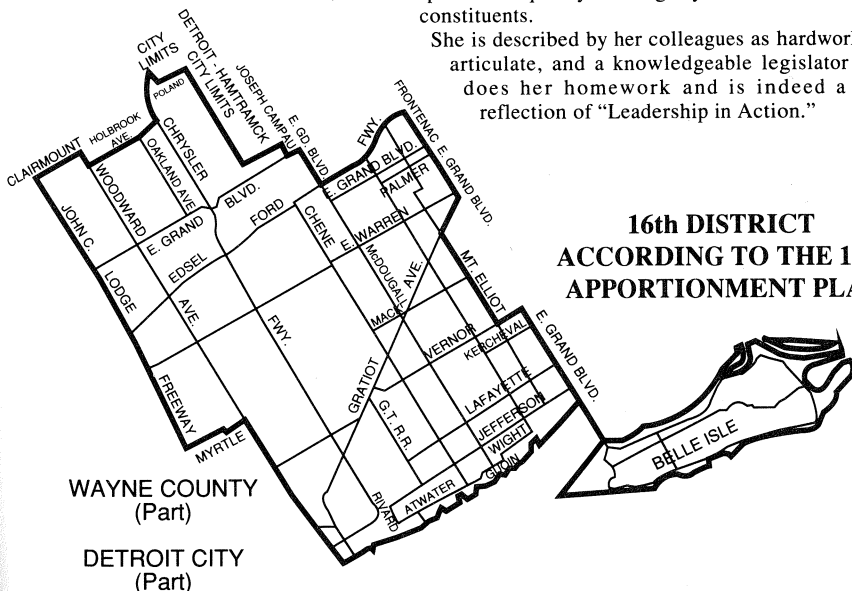 constituents.
She is described by her colleagues as hardwork
articulate, and a knowledgeable legislator
does her homework and is indeed a
reflection of “Leadership in Action.”
16th DISTRICT
ACCORDING TO THE 1
APPORTIONMENT PLA
CITY
LIMITS
DETROIT - HAMTRAMCK
CITY LIMITS
POLAND
JOSEPH CAMPAU
E. GD. BLVD.
FWY.
FRONTENAC
E. GRAND BLVD.
CLAIRMOUNT
HOLBROOK
AVE.
CHRYSLER
OAKLAND AVE.
WOODWARD
E. GRAND BLVD.
PALMER
JOHN C.
E. GRAND
BLVD.
FORD
CHENE
E. WARREN
EDSEL
McDOUGALL
AVE.
MT. ELLIOT
LODGE
AVE.
MACK
FWY.
VERNOR
KERCHEVAL
E. GRAND BLVD.
FREEWAY
GRATIOT
LAFAYETTE
G.T. R.R.
JEFFERSON
WIGHT
GUOIN
MYRTLE
ATWATER
RIVARD
BELLE ISLE
WAYNE COUNTY
(Part)
DETROIT CITY
(Part)